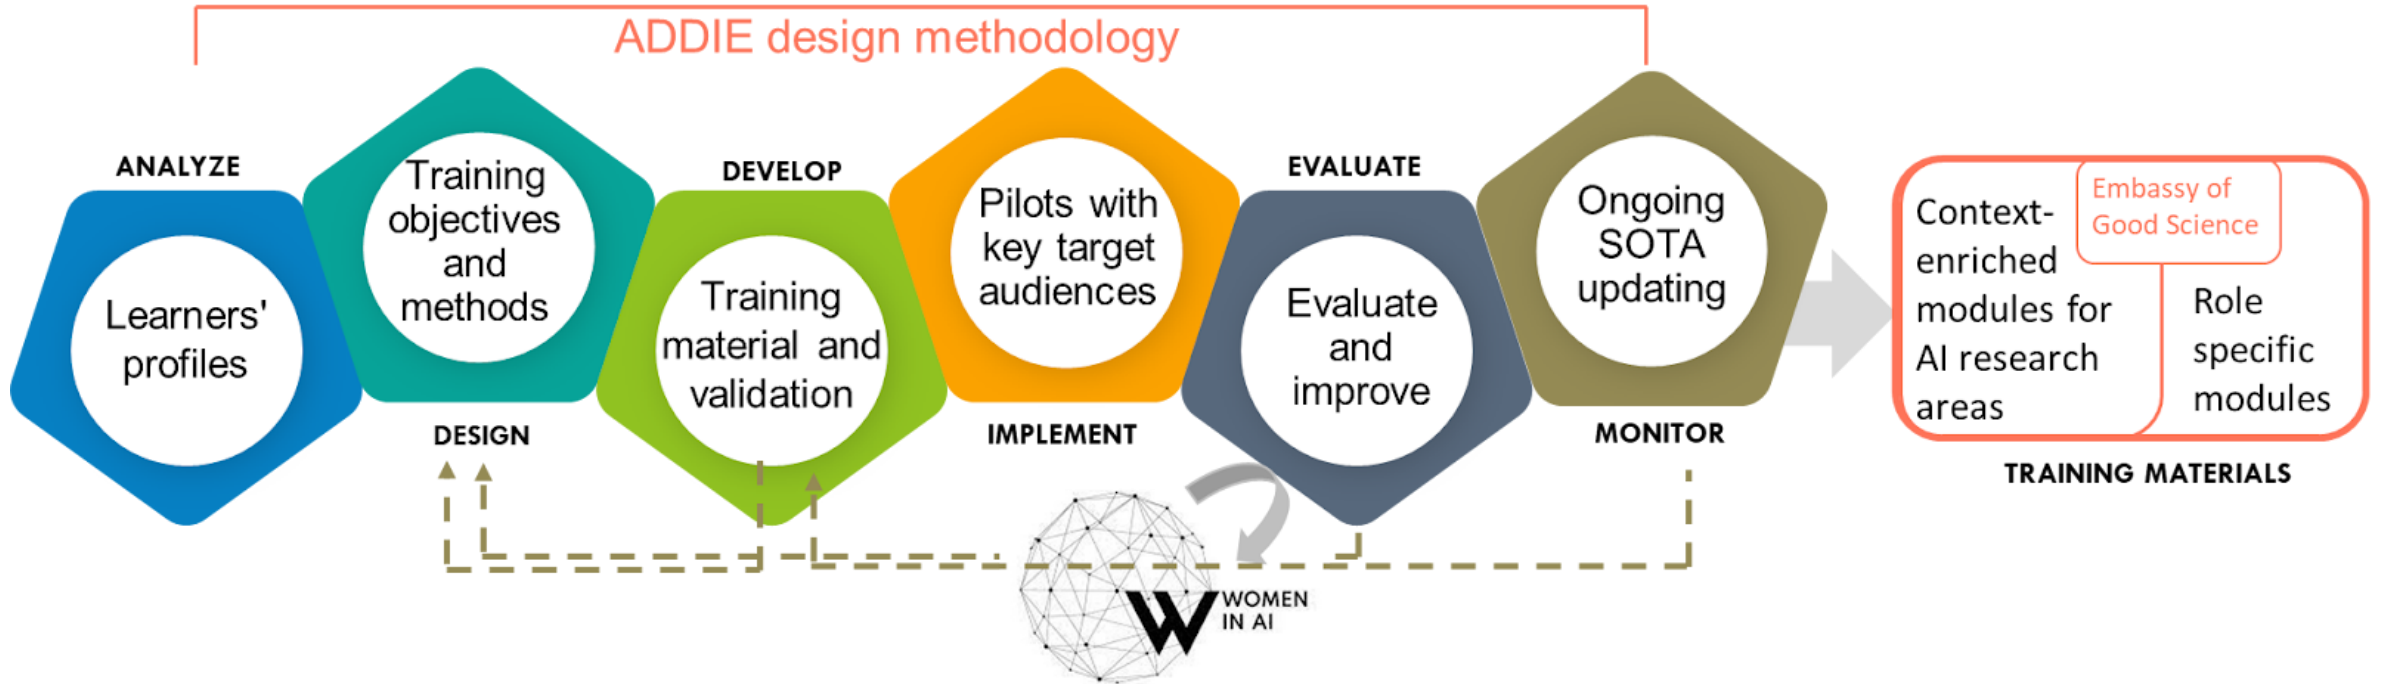 ADDIE design methodology
ANALYZE
Learners'
profiles
Training
objectives
and
methods
DESIGN
DEVELOP
Training
material and
validation
Pilots with
key target
audiences
IMPLEMENT
EVALUATE
Evaluate
and
improve
Ongoing
SOTA
updating
MONITOR
Context-
enriched
modules for
AI research
areas
Embassy of
Good Science
Role
specific
modules
TRAINING MATERIALS
W
WOMEN
IN AI